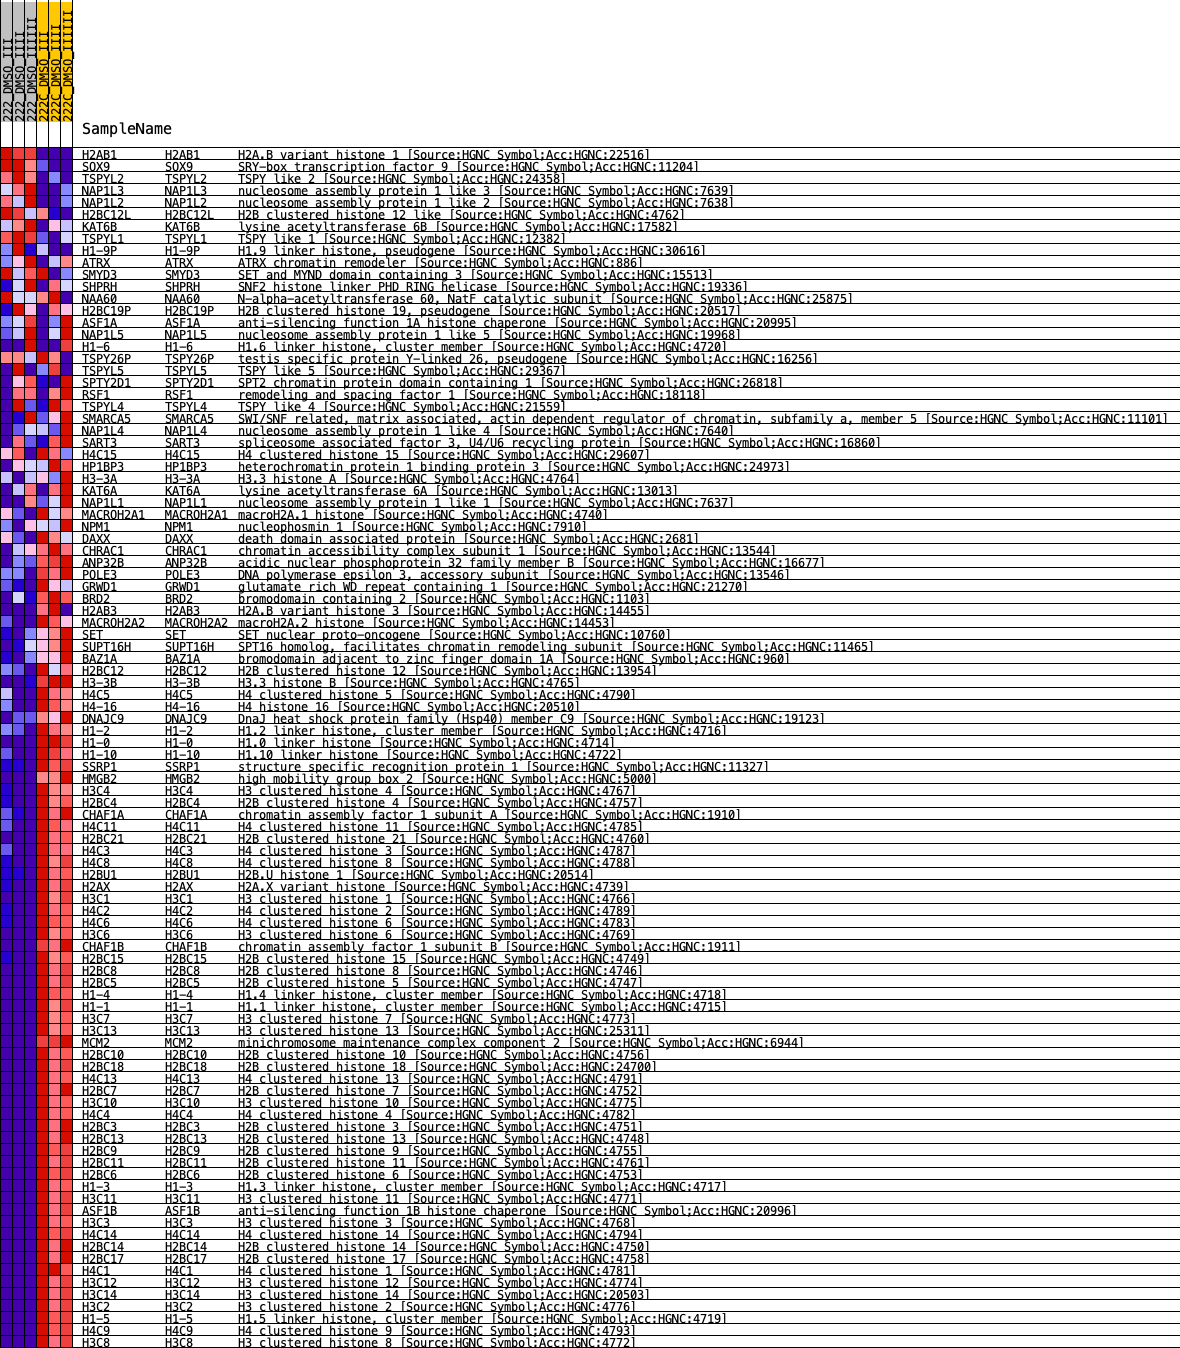 222_DMSO_III
222_DMSO_IIII
222_DMSO_IIIIII
222C_DMSO_III
222C_DMSO_IIII
222C_DMSO_IIIIII
SampleName
H2AB1 H2AB1 H2A.B variant histone 1 [Source:HGNC Symbol;Acc:HGNC:22516]
SOX9 SOX9 SRY-box transcription factor 9 [Source:HGNC Symbol;Acc:HGNC:11204]
TSPYL2 TSPYL2 TSPY like 2 [Source:HGNC Symbol;Acc:HGNC:24358]
NAP1L3 NAP1L3 nucleosome assembly protein 1 like 3 [Source:HGNC Symbol;Acc:HGNC:7639]
NAP1L2 NAP1L2 nucleosome assembly protein 1 like 2 [Source:HGNC Symbol;Acc:HGNC:7638]
H2BC12L H2BC12L H2B clustered histone 12 like [Source:HGNC Symbol;Acc:HGNC:4762]
KAT6B KAT6B lysine acetyltransferase 6B [Source:HGNC Symbol;Acc:HGNC:17582]
TSPYL1 TSPYL1 TSPY like 1 [Source:HGNC Symbol;Acc:HGNC:12382]
H1-9P H1-9P H1.9 linker histone, pseudogene [Source:HGNC Symbol;Acc:HGNC:30616]
ATRX ATRX ATRX chromatin remodeler [Source:HGNC Symbol;Acc:HGNC:886]
SMYD3 SMYD3 SET and MYND domain containing 3 [Source:HGNC Symbol;Acc:HGNC:15513]
SHPRH SHPRH SNF2 histone linker PHD RING helicase [Source:HGNC Symbol;Acc:HGNC:19336]
NAA60 NAA60 N-alpha-acetyltransferase 60, NatF catalytic subunit [Source:HGNC Symbol;Acc:HGNC:25875]
H2BC19P H2BC19P H2B clustered histone 19, pseudogene [Source:HGNC Symbol;Acc:HGNC:20517]
ASF1A ASF1A anti-silencing function 1A histone chaperone [Source:HGNC Symbol;Acc:HGNC:20995]
NAP1L5 NAP1L5 nucleosome assembly protein 1 like 5 [Source:HGNC Symbol;Acc:HGNC:19968]
H1-6 H1-6 H1.6 linker histone, cluster member [Source:HGNC Symbol;Acc:HGNC:4720]
TSPY26P TSPY26P testis specific protein Y-linked 26, pseudogene [Source:HGNC Symbol;Acc:HGNC:16256]
TSPYL5 TSPYL5 TSPY like 5 [Source:HGNC Symbol;Acc:HGNC:29367]
SPTY2D1 SPTY2D1 SPT2 chromatin protein domain containing 1 [Source:HGNC Symbol;Acc:HGNC:26818]
RSF1 RSF1 remodeling and spacing factor 1 [Source:HGNC Symbol;Acc:HGNC:18118]
TSPYL4 TSPYL4 TSPY like 4 [Source:HGNC Symbol;Acc:HGNC:21559]
SMARCA5 SMARCA5 SWI/SNF related, matrix associated, actin dependent regulator of chromatin, subfamily a, member 5 [Source:HGNC Symbol;Acc:HGNC:11101]
NAP1L4 NAP1L4 nucleosome assembly protein 1 like 4 [Source:HGNC Symbol;Acc:HGNC:7640]
SART3 SART3 spliceosome associated factor 3, U4/U6 recycling protein [Source:HGNC Symbol;Acc:HGNC:16860]
H4C15 H4C15 H4 clustered histone 15 [Source:HGNC Symbol;Acc:HGNC:29607]
HP1BP3 HP1BP3 heterochromatin protein 1 binding protein 3 [Source:HGNC Symbol;Acc:HGNC:24973]
H3-3A H3-3A H3.3 histone A [Source:HGNC Symbol;Acc:HGNC:4764]
KAT6A KAT6A lysine acetyltransferase 6A [Source:HGNC Symbol;Acc:HGNC:13013]
NAP1L1 NAP1L1 nucleosome assembly protein 1 like 1 [Source:HGNC Symbol;Acc:HGNC:7637]
MACROH2A1 MACROH2A1 macroH2A.1 histone [Source:HGNC Symbol;Acc:HGNC:4740]
NPM1 NPM1 nucleophosmin 1 [Source:HGNC Symbol;Acc:HGNC:7910]
DAXX DAXX death domain associated protein [Source:HGNC Symbol;Acc:HGNC:2681]
CHRAC1 CHRAC1 chromatin accessibility complex subunit 1 [Source:HGNC Symbol;Acc:HGNC:13544]
ANP32B ANP32B acidic nuclear phosphoprotein 32 family member B [Source:HGNC Symbol;Acc:HGNC:16677]
POLE3 POLE3 DNA polymerase epsilon 3, accessory subunit [Source:HGNC Symbol;Acc:HGNC:13546]
GRWD1 GRWD1 glutamate rich WD repeat containing 1 [Source:HGNC Symbol;Acc:HGNC:21270]
BRD2 BRD2 bromodomain containing 2 [Source:HGNC Symbol;Acc:HGNC:1103]
H2AB3 H2AB3 H2A.B variant histone 3 [Source:HGNC Symbol;Acc:HGNC:14455]
MACROH2A2 MACROH2A2 macroH2A.2 histone [Source:HGNC Symbol;Acc:HGNC:14453]
SET SET SET nuclear proto-oncogene [Source:HGNC Symbol;Acc:HGNC:10760]
SUPT16H SUPT16H SPT16 homolog, facilitates chromatin remodeling subunit [Source:HGNC Symbol;Acc:HGNC:11465]
BAZ1A BAZ1A bromodomain adjacent to zinc finger domain 1A [Source:HGNC Symbol;Acc:HGNC:960]
H2BC12 H2BC12 H2B clustered histone 12 [Source:HGNC Symbol;Acc:HGNC:13954]
H3-3B H3-3B H3.3 histone B [Source:HGNC Symbol;Acc:HGNC:4765]
H4C5 H4C5 H4 clustered histone 5 [Source:HGNC Symbol;Acc:HGNC:4790]
H4-16 H4-16 H4 histone 16 [Source:HGNC Symbol;Acc:HGNC:20510]
DNAJC9 DNAJC9 DnaJ heat shock protein family (Hsp40) member C9 [Source:HGNC Symbol;Acc:HGNC:19123]
H1-2 H1-2 H1.2 linker histone, cluster member [Source:HGNC Symbol;Acc:HGNC:4716]
H1-0 H1-0 H1.0 linker histone [Source:HGNC Symbol;Acc:HGNC:4714]
H1-10 H1-10 H1.10 linker histone [Source:HGNC Symbol;Acc:HGNC:4722]
SSRP1 SSRP1 structure specific recognition protein 1 [Source:HGNC Symbol;Acc:HGNC:11327]
HMGB2 HMGB2 high mobility group box 2 [Source:HGNC Symbol;Acc:HGNC:5000]
H3C4 H3C4 H3 clustered histone 4 [Source:HGNC Symbol;Acc:HGNC:4767]
H2BC4 H2BC4 H2B clustered histone 4 [Source:HGNC Symbol;Acc:HGNC:4757]
CHAF1A CHAF1A chromatin assembly factor 1 subunit A [Source:HGNC Symbol;Acc:HGNC:1910]
H4C11 H4C11 H4 clustered histone 11 [Source:HGNC Symbol;Acc:HGNC:4785]
H2BC21 H2BC21 H2B clustered histone 21 [Source:HGNC Symbol;Acc:HGNC:4760]
H4C3 H4C3 H4 clustered histone 3 [Source:HGNC Symbol;Acc:HGNC:4787]
H4C8 H4C8 H4 clustered histone 8 [Source:HGNC Symbol;Acc:HGNC:4788]
H2BU1 H2BU1 H2B.U histone 1 [Source:HGNC Symbol;Acc:HGNC:20514]
H2AX H2AX H2A.X variant histone [Source:HGNC Symbol;Acc:HGNC:4739]
H3C1 H3C1 H3 clustered histone 1 [Source:HGNC Symbol;Acc:HGNC:4766]
H4C2 H4C2 H4 clustered histone 2 [Source:HGNC Symbol;Acc:HGNC:4789]
H4C6 H4C6 H4 clustered histone 6 [Source:HGNC Symbol;Acc:HGNC:4783]
H3C6 H3C6 H3 clustered histone 6 [Source:HGNC Symbol;Acc:HGNC:4769]
CHAF1B CHAF1B chromatin assembly factor 1 subunit B [Source:HGNC Symbol;Acc:HGNC:1911]
H2BC15 H2BC15 H2B clustered histone 15 [Source:HGNC Symbol;Acc:HGNC:4749]
H2BC8 H2BC8 H2B clustered histone 8 [Source:HGNC Symbol;Acc:HGNC:4746]
H2BC5 H2BC5 H2B clustered histone 5 [Source:HGNC Symbol;Acc:HGNC:4747]
H1-4 H1-4 H1.4 linker histone, cluster member [Source:HGNC Symbol;Acc:HGNC:4718]
H1-1 H1-1 H1.1 linker histone, cluster member [Source:HGNC Symbol;Acc:HGNC:4715]
H3C7 H3C7 H3 clustered histone 7 [Source:HGNC Symbol;Acc:HGNC:4773]
H3C13 H3C13 H3 clustered histone 13 [Source:HGNC Symbol;Acc:HGNC:25311]
MCM2 MCM2 minichromosome maintenance complex component 2 [Source:HGNC Symbol;Acc:HGNC:6944]
H2BC10 H2BC10 H2B clustered histone 10 [Source:HGNC Symbol;Acc:HGNC:4756]
H2BC18 H2BC18 H2B clustered histone 18 [Source:HGNC Symbol;Acc:HGNC:24700]
H4C13 H4C13 H4 clustered histone 13 [Source:HGNC Symbol;Acc:HGNC:4791]
H2BC7 H2BC7 H2B clustered histone 7 [Source:HGNC Symbol;Acc:HGNC:4752]
H3C10 H3C10 H3 clustered histone 10 [Source:HGNC Symbol;Acc:HGNC:4775]
H4C4 H4C4 H4 clustered histone 4 [Source:HGNC Symbol;Acc:HGNC:4782]
H2BC3 H2BC3 H2B clustered histone 3 [Source:HGNC Symbol;Acc:HGNC:4751]
H2BC13 H2BC13 H2B clustered histone 13 [Source:HGNC Symbol;Acc:HGNC:4748]
H2BC9 H2BC9 H2B clustered histone 9 [Source:HGNC Symbol;Acc:HGNC:4755]
H2BC11 H2BC11 H2B clustered histone 11 [Source:HGNC Symbol;Acc:HGNC:4761]
H2BC6 H2BC6 H2B clustered histone 6 [Source:HGNC Symbol;Acc:HGNC:4753]
H1-3 H1-3 H1.3 linker histone, cluster member [Source:HGNC Symbol;Acc:HGNC:4717]
H3C11 H3C11 H3 clustered histone 11 [Source:HGNC Symbol;Acc:HGNC:4771]
ASF1B ASF1B anti-silencing function 1B histone chaperone [Source:HGNC Symbol;Acc:HGNC:20996]
H3C3 H3C3 H3 clustered histone 3 [Source:HGNC Symbol;Acc:HGNC:4768]
H4C14 H4C14 H4 clustered histone 14 [Source:HGNC Symbol;Acc:HGNC:4794]
H2BC14 H2BC14 H2B clustered histone 14 [Source:HGNC Symbol;Acc:HGNC:4750]
H2BC17 H2BC17 H2B clustered histone 17 [Source:HGNC Symbol;Acc:HGNC:4758]
H4C1 H4C1 H4 clustered histone 1 [Source:HGNC Symbol;Acc:HGNC:4781]
H3C12 H3C12 H3 clustered histone 12 [Source:HGNC Symbol;Acc:HGNC:4774]
H3C14 H3C14 H3 clustered histone 14 [Source:HGNC Symbol;Acc:HGNC:20503]
H3C2 H3C2 H3 clustered histone 2 [Source:HGNC Symbol;Acc:HGNC:4776]
H1-5 H1-5 H1.5 linker histone, cluster member [Source:HGNC Symbol;Acc:HGNC:4719]
H4C9 H4C9 H4 clustered histone 9 [Source:HGNC Symbol;Acc:HGNC:4793]
H3C8 H3C8 H3 clustered histone 8 [Source:HGNC Symbol;Acc:HGNC:4772]